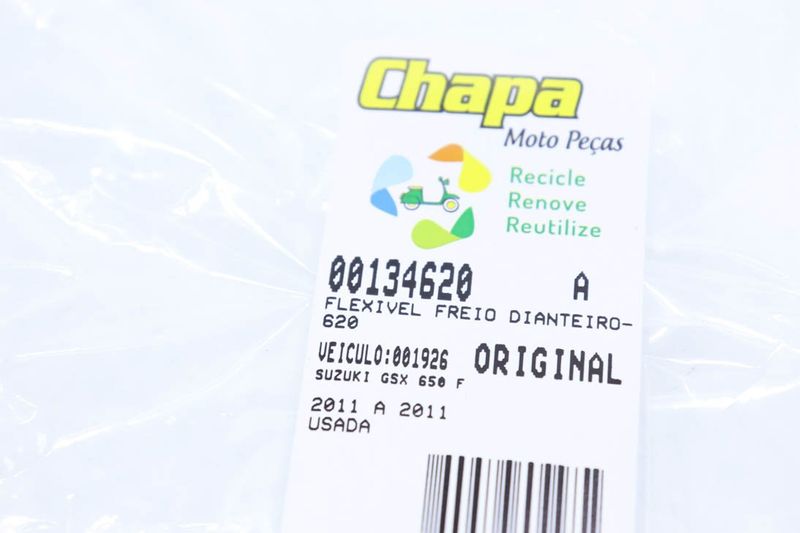 Chapa
Moto Peças
Recicle
Renove
Reutilize
00134620 A
FLEXIVEL FREIO DIANTEIRO-
620
VEICULO:001926 ORIGINAL
SUZUKI GSX 650 F
2011 A 2011
USADA